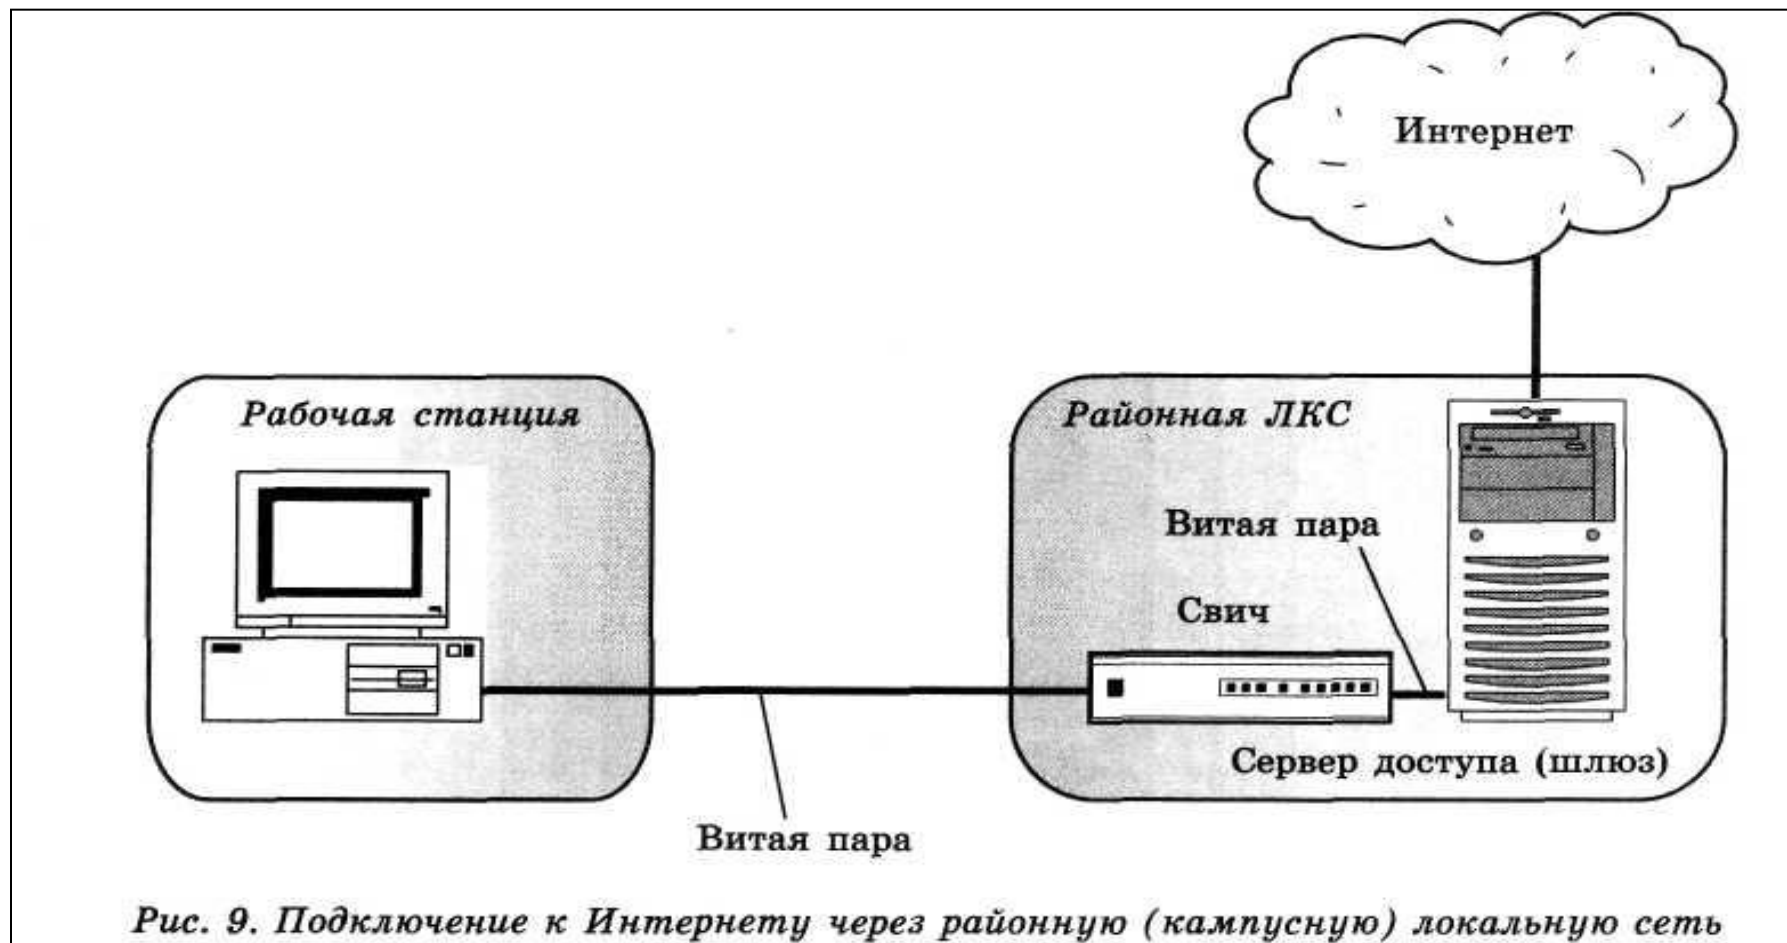 Интернет
Рабочая станция
Районная ЛКС
Витая пара
Свич
Сервер доступа (шлюз)
Витая пара
Рис. 9. Подключение к Интернету через районную (кампусную) локальную сеть